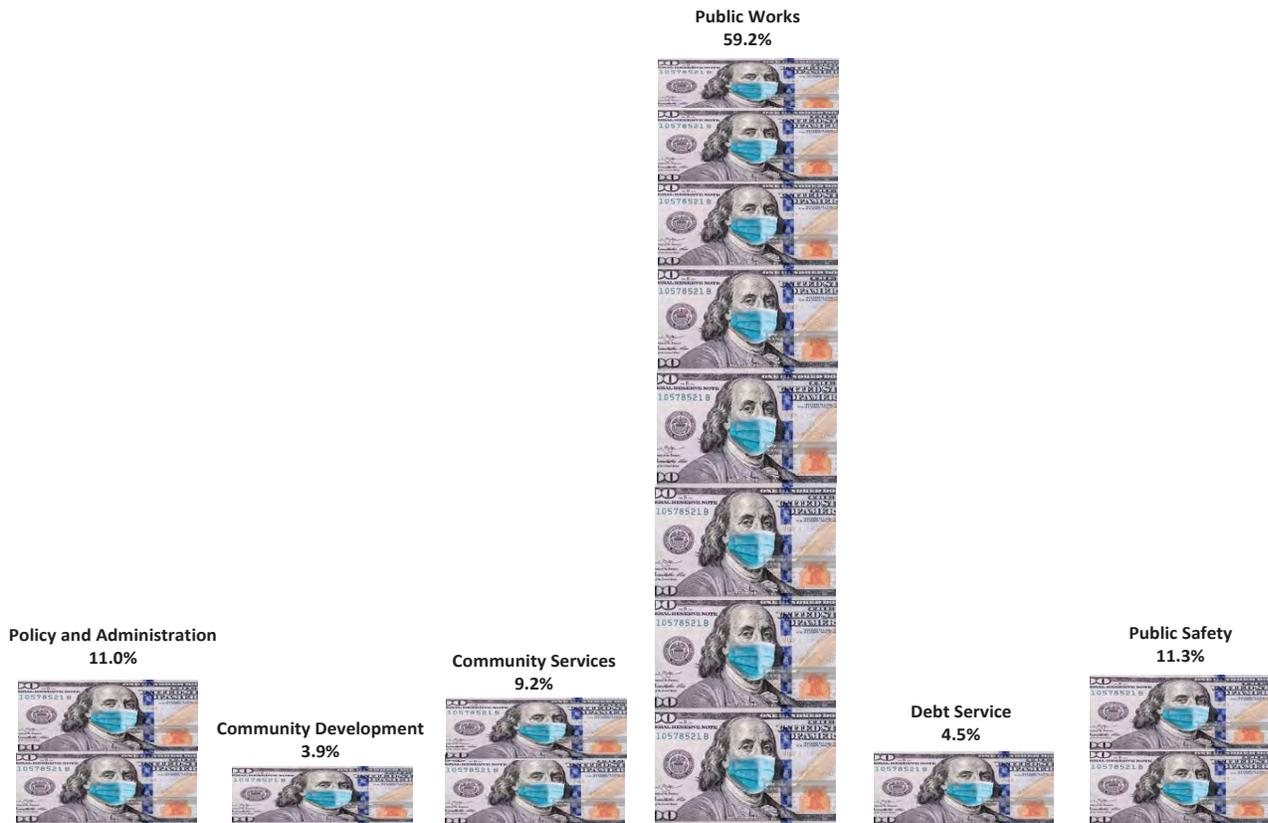 Public Works
59.2%
Policy and Administration
11.0%
Community Development
3.9%
Community Services
9.2%
Debt Service
4.5%
Public Safety
11.3%
10578521 B